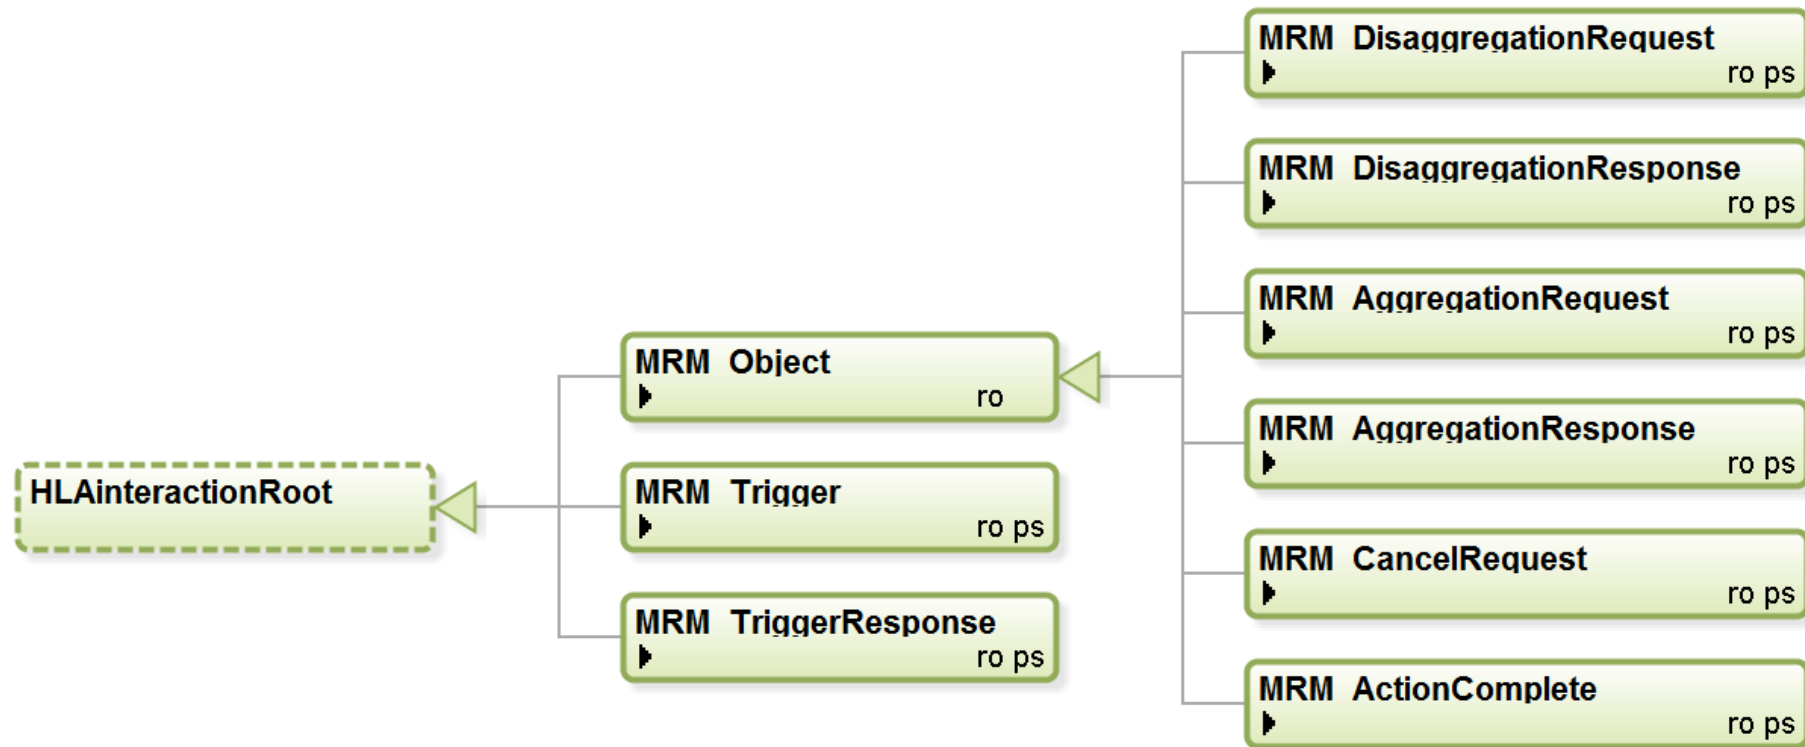 HLAinteractionRoot
MRM Object
ro
MRM Trigger
ro ps
MRM TriggerResponse
ro ps
MRM DisaggregationRequest
ro ps
MRM DisaggregationResponse
ro ps
MRM AggregationRequest
ro ps
MRM AggregationResponse
ro ps
MRM CancelRequest
ro ps
MRM ActionComplete
ro ps